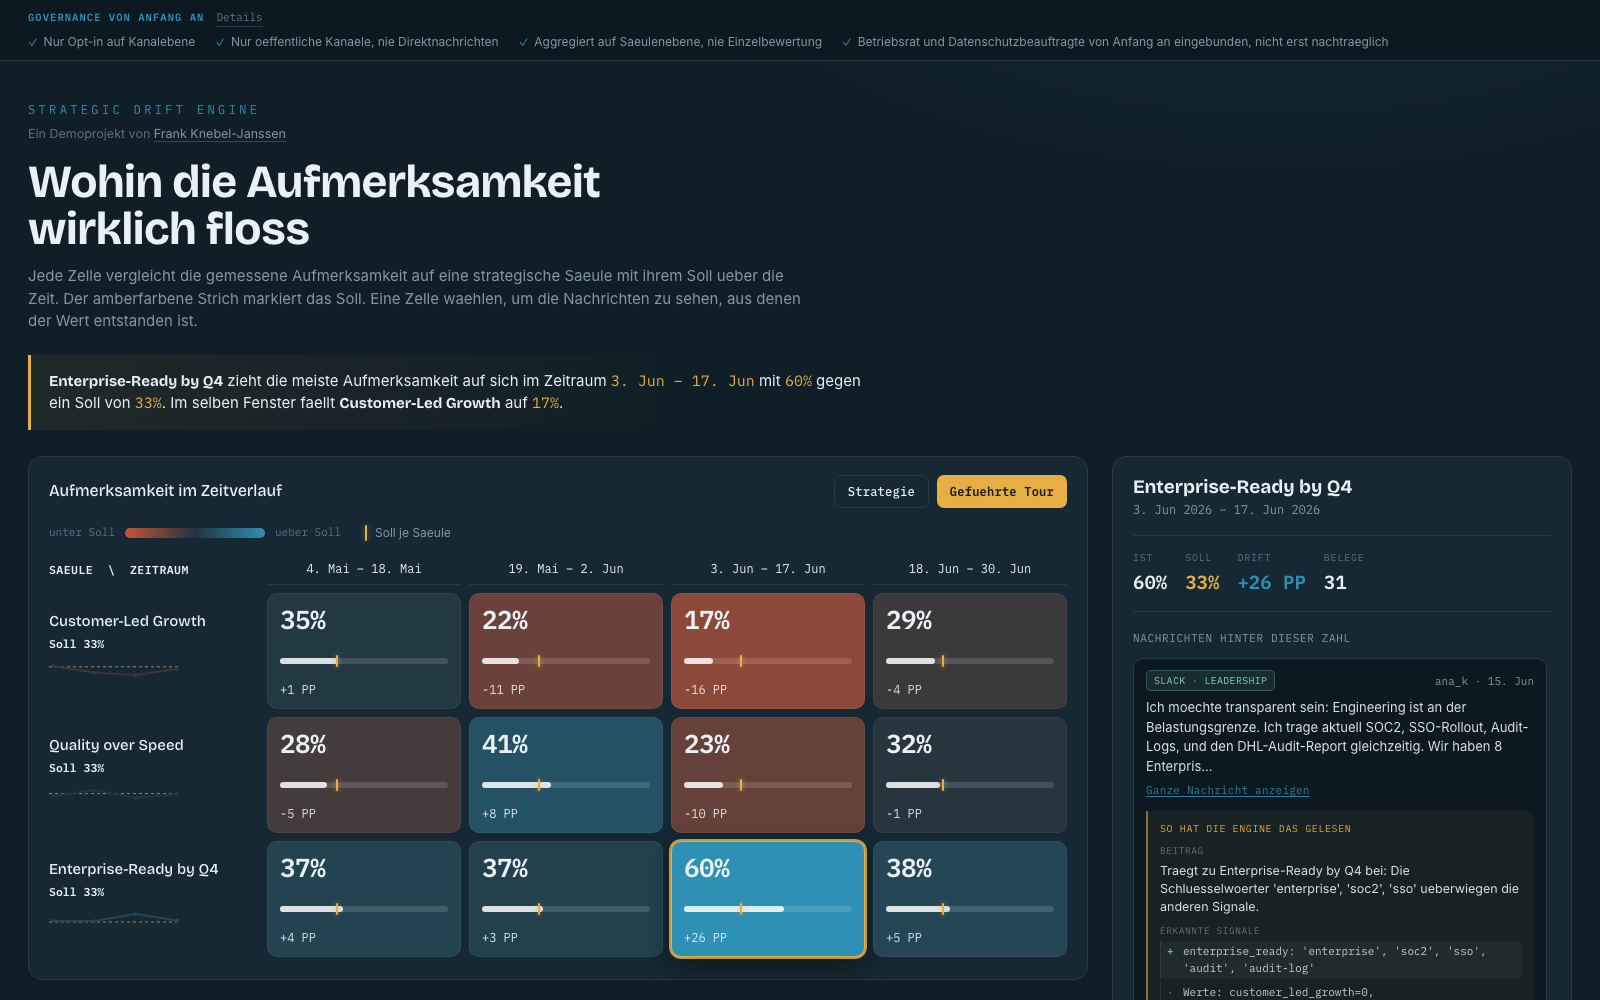 GOVERNANCE VON ANFANG AN Details
✓ Nur Opt-in auf Kanalebene ✓ Nur oeffentliche Kanaele, nie Direktnachrichten ✓ Aggregiert auf Saeulenebene, nie Einzelbewertung ✓ Betriebsrat und Datenschutzbeauftragte von Anfang an eingebunden, nicht erst nachtraeglich
STRATEGIC DRIFT ENGINE
Ein Demoprojekt von Frank Knebel-Janssen
Wohin die Aufmerksamkeit
wirklich floss
Jede Zelle vergleicht die gemessene Aufmerksamkeit auf eine strategische Saeule mit ihrem Soll ueber die
Zeit. Der amberfarbene Strich markiert das Soll. Eine Zelle waehlen, um die Nachrichten zu sehen, aus denen
der Wert entstanden ist.
Enterprise-Ready by Q4 zieht die meiste Aufmerksamkeit auf sich im Zeitraum 3. Jun – 17. Jun mit 60% gegen
ein Soll von 33%. Im selben Fenster faellt Customer-Led Growth auf 17%.
Aufmerksamkeit im Zeitverlauf
Strategie Gefuehrte Tour
unter Soll ueber Soll Soll je Saeule
SAEULE \ ZEITRAUM 4. Mai – 18. Mai 19. Mai – 2. Jun 3. Jun – 17. Jun 18. Jun – 30. Jun
Customer-Led Growth
Soll 33%
35% 22% 17% 29%
+1 PP -11 PP -16 PP -4 PP
Quality over Speed
Soll 33%
28% 41% 23% 32%
-5 PP +8 PP -10 PP -1 PP
Enterprise-Ready by Q4
Soll 33%
37% 37% 60% 38%
+4 PP +3 PP +26 PP +5 PP
Enterprise-Ready by Q4
3. Jun 2026 – 17. Jun 2026
IST SOLL DRIFT BELEGE
60% 33% +26 PP 31
NACHRICHTEN HINTER DIESER ZAHL
SLACK · LEADERSHIP ana_k · 15. Jun
Ich moechte transparent sein: Engineering ist an der
Belastungsgrenze. Ich trage aktuell SOC2, SSO-Rollout, Audit-
Logs, und den DHL-Audit-Report gleichzeitig. Wir haben 8
Enterpris…
Ganze Nachricht anzeigen
SO HAT DIE ENGINE DAS GELESEN
BEITRAG
Traegt zu Enterprise-Ready by Q4 bei: Die
Schluesselwoerter 'enterprise', 'soc2', 'sso' ueberwiegen die
anderen Signale.
ERKANNTE SIGNALE
+ enterprise_ready: 'enterprise', 'soc2', 'sso',
'audit', 'audit-log'
· Werte: customer_led_growth=0,